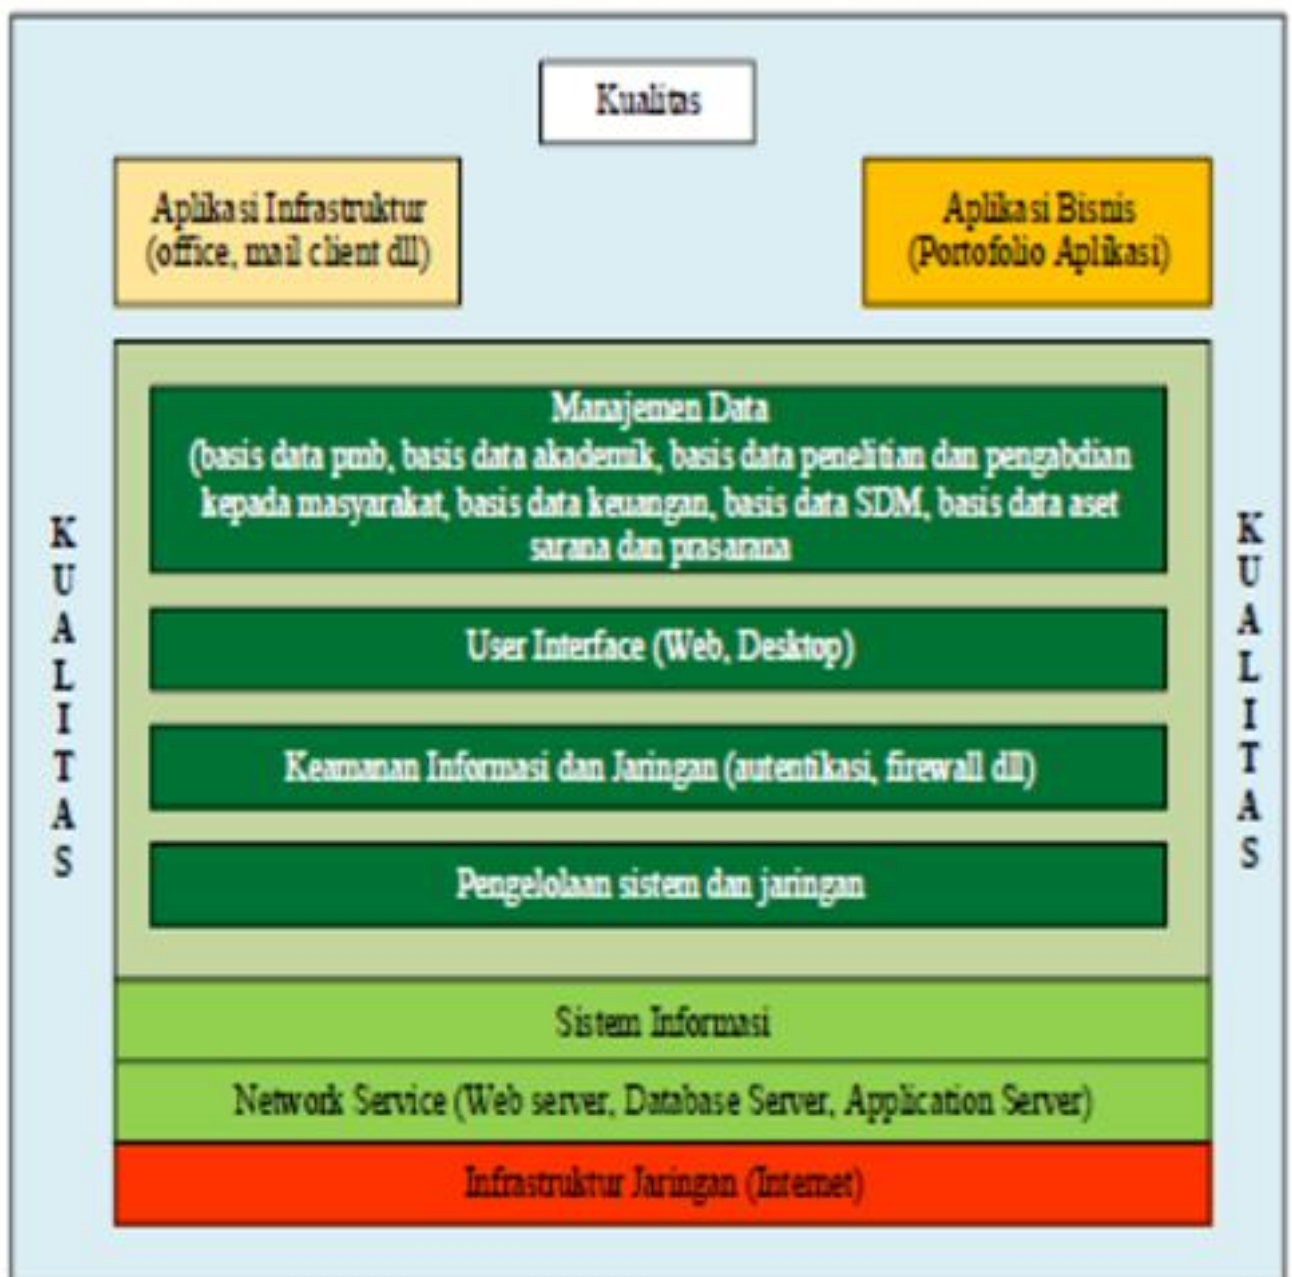 Kualitas
Aplikasi Infrastruktur
(office, mail client dll)
Aplikasi Bisnis
(Portofolio Aplikasi)
Manajemen Data
(basis data pmb, basis data akademik, basis data penelitian dan pengabdian
kepada masyarakat, basis data keuangan, basis data SDM, basis data aset
sarana dan prasarana
User Interface (Web, Desktop)
Keamanan Informasi dan Jaringan (autentikasi, firewall dll)
Pengelolaan sistem dan jaringan
Sistem Informasi
Network Service (Web server, Database Server, Application Server)
Infrastruktur Jaringan (Internet)
KUALITAS
KUALITAS